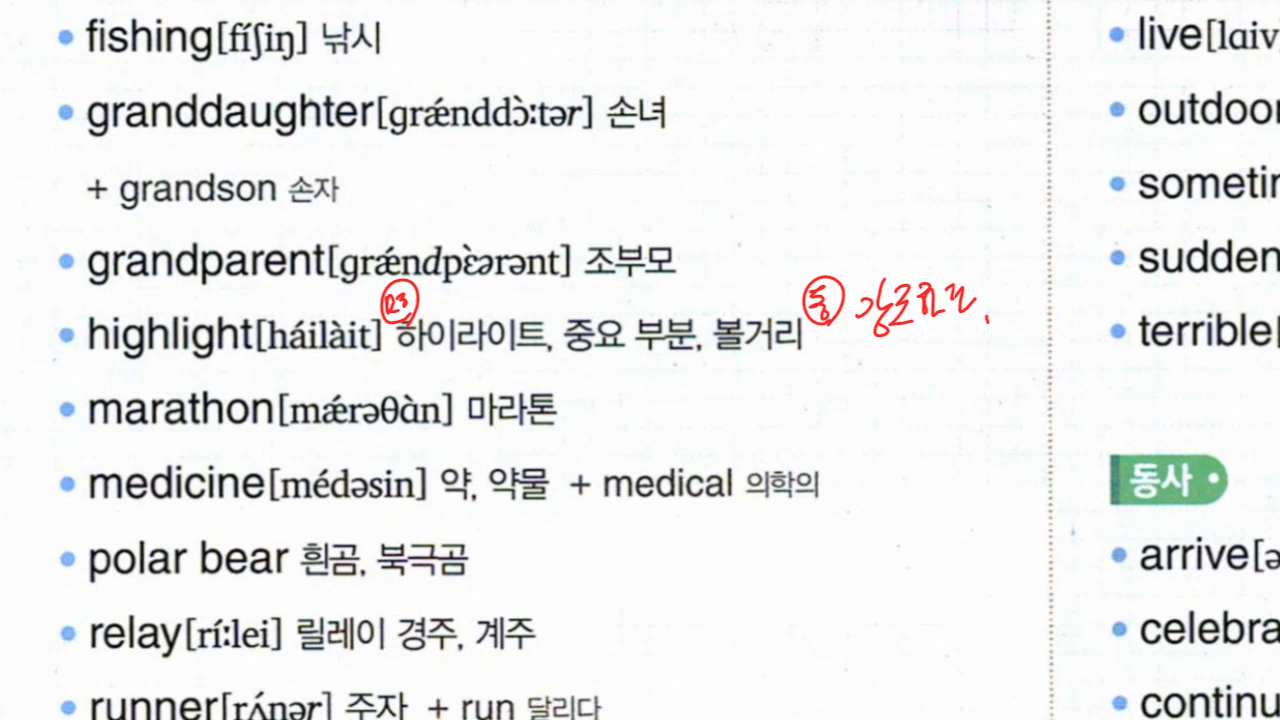 fishing[fíʃiŋ] 낚시
granddaughter[grǽnddɔ̀ːtər] 손녀
+ grandson 손자
grandparent[grǽndpɛ̀ərənt] 조부모
highlight[háilàit] 명 하이라이트, 중요 부분, 볼거리 동 강조하다.
marathon[mǽrəθɑ̀n] 마라톤
medicine[médəsin] 약, 약물 + medical 의학의
polar bear 흰곰, 북극곰
relay[ríːlei] 릴레이 경주, 계주
runner[rʌ́nər] 주자 + run 달리다
live[laiv
outdoor
sometim
sudden
terrible[
동사
arrive[ə
celebra
continu